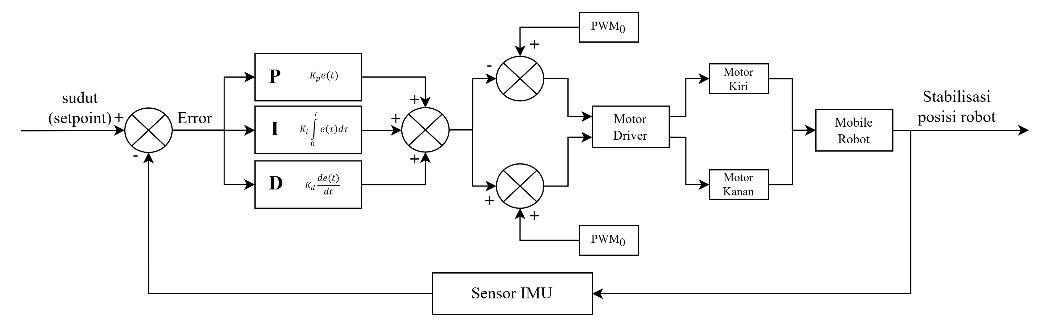 PWM₀
sudut
(setpoint)
+
-
Error
P K_p e(t)
I K_i ∫₀ᵗ e(τ)dτ
D K_d de(t)/dt
+
+
+
-
+
+
+
Motor
Driver
Motor
Kiri
Motor
Kanan
Mobile
Robot
Stabilisasi
posisi robot
PWM₀
Sensor IMU